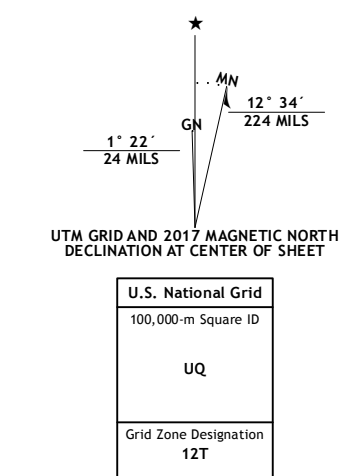 ★
MN
GN
12° 34´
224 MILS
1° 22´
24 MILS
UTM GRID AND 2017 MAGNETIC NORTH
DECLINATION AT CENTER OF SHEET
U.S. National Grid
100,000-m Square ID
UQ
Grid Zone Designation
12T